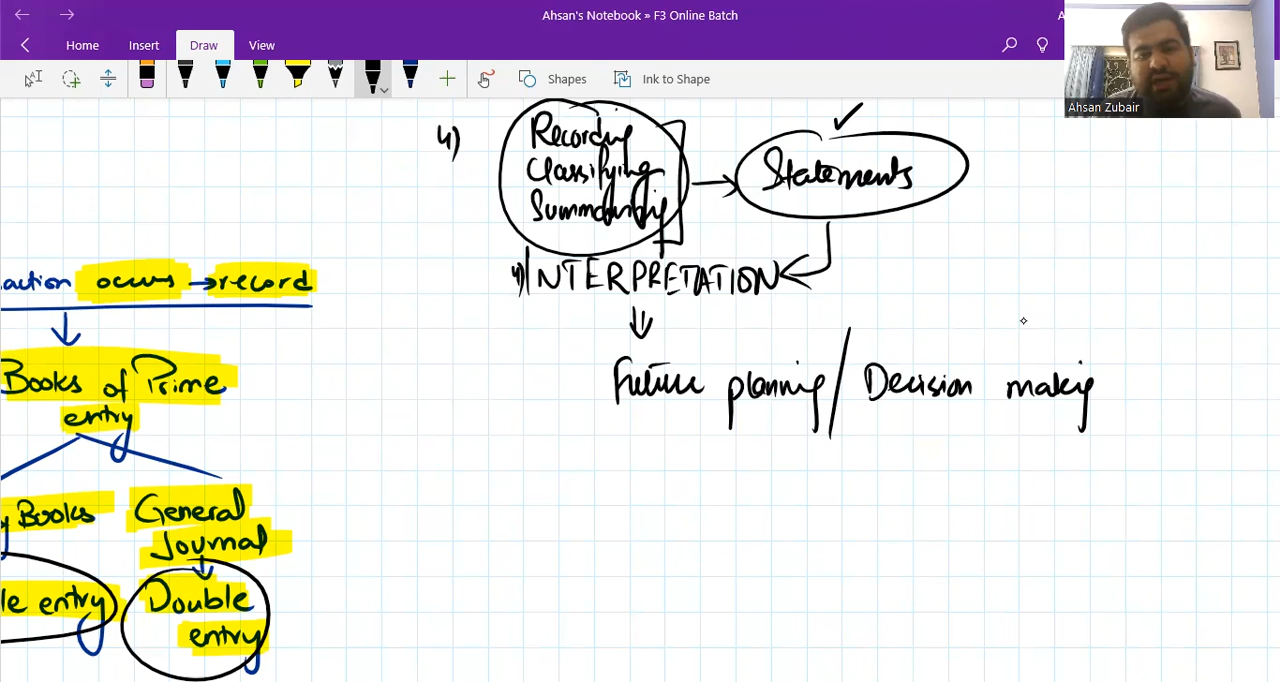 Ahsan's Notebook » F3 Online Batch
A
Home Insert Draw View
Shapes Ink to Shape
Ahsan Zubair
4) Recording
Classifying
Summarizing
Statements
4) INTERPRETATION
Future planning / Decision making
action occurs → record
Books of Prime
entry
y Books
General
Journal
le entry
Double
entry